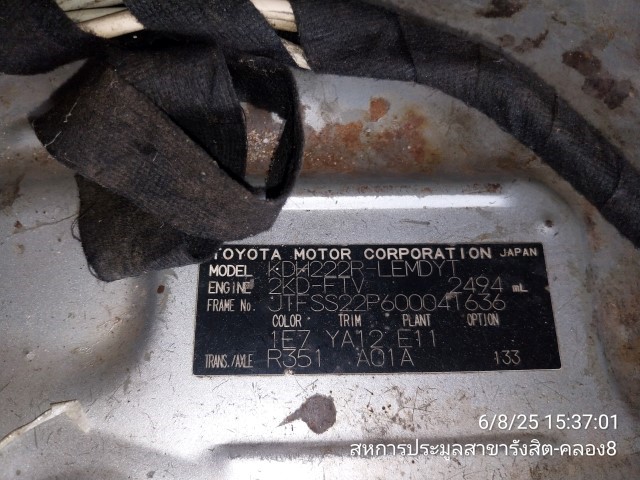 TOYOTA MOTOR CORPORATION JAPAN
MODEL KDH222R-LEMDYT
ENGINE 2KD-FTV 2494 mL
FRAME No. JTFSS22P600041636
COLOR TRIM PLANT OPTION
1E7 YA12 E11
TRANS./AXLE R351 A01A 133
6/8/25 15:37:01
สหการประมูลสาขารังสิต-คลอง8